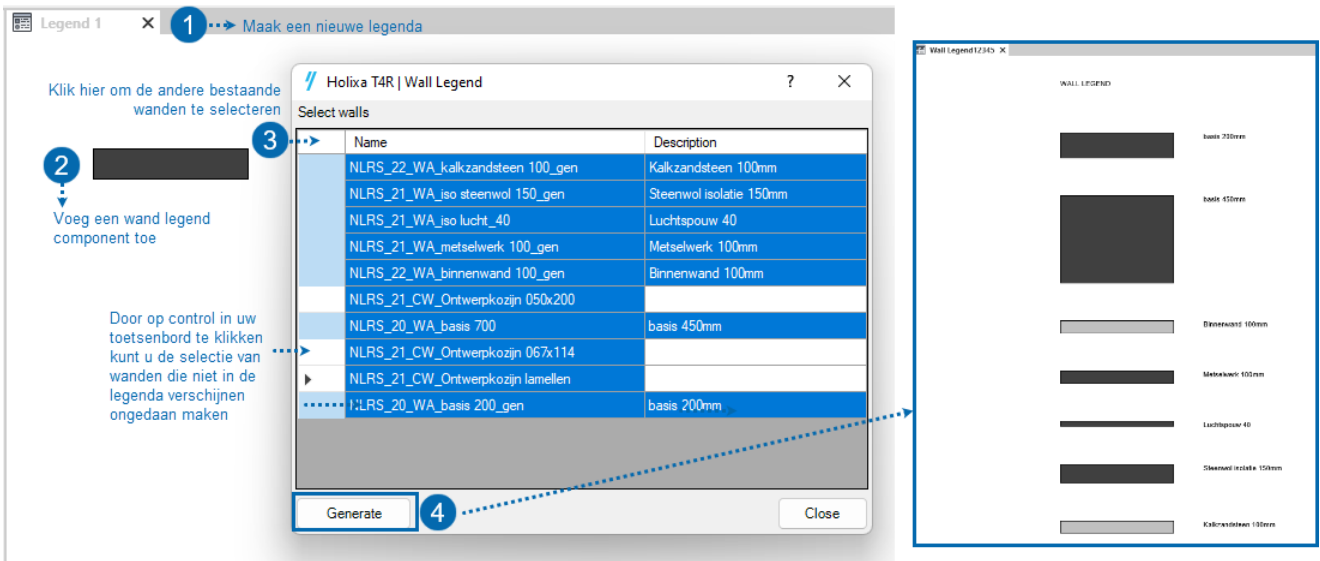 Legend 1
1
Maak een nieuwe legenda
Klik hier om de andere bestaande
wanden te selecteren
2
Voeg een wand legend
component toe
3
Door op control in uw
toetsenbord te klikken
kunt u de selectie van
wanden die niet in de
legenda verschijnen
ongedaan maken
Holixa T4R | Wall Legend
?
Select walls
Name Description
NLRS_22_WA_kalkzandsteen 100_gen Kalkzandsteen 100mm
NLRS_21_WA_iso steenwol 150_gen Steenwol isolatie 150mm
NLRS_21_WA_iso lucht_40 Luchtspouw 40
NLRS_21_WA_metselwerk 100_gen Metselwerk 100mm
NLRS_22_WA_binnenwand 100_gen Binnenwand 100mm
NLRS_21_CW_Ontwerpkozijn 050x200
NLRS_20_WA_basis 700 basis 450mm
NLRS_21_CW_Ontwerpkozijn 067x114
NLRS_21_CW_Ontwerpkozijn lamellen
NLRS_20_WA_basis 200_gen basis 200mm
Generate
4
Close
Wall Legend12345
WALL LEGEND
basis 200mm
basis 450mm
Binnenwand 100mm
Metselwerk 100mm
Luchtspouw 40
Steenwol isolatie 150mm
Kalkzandsteen 100mm